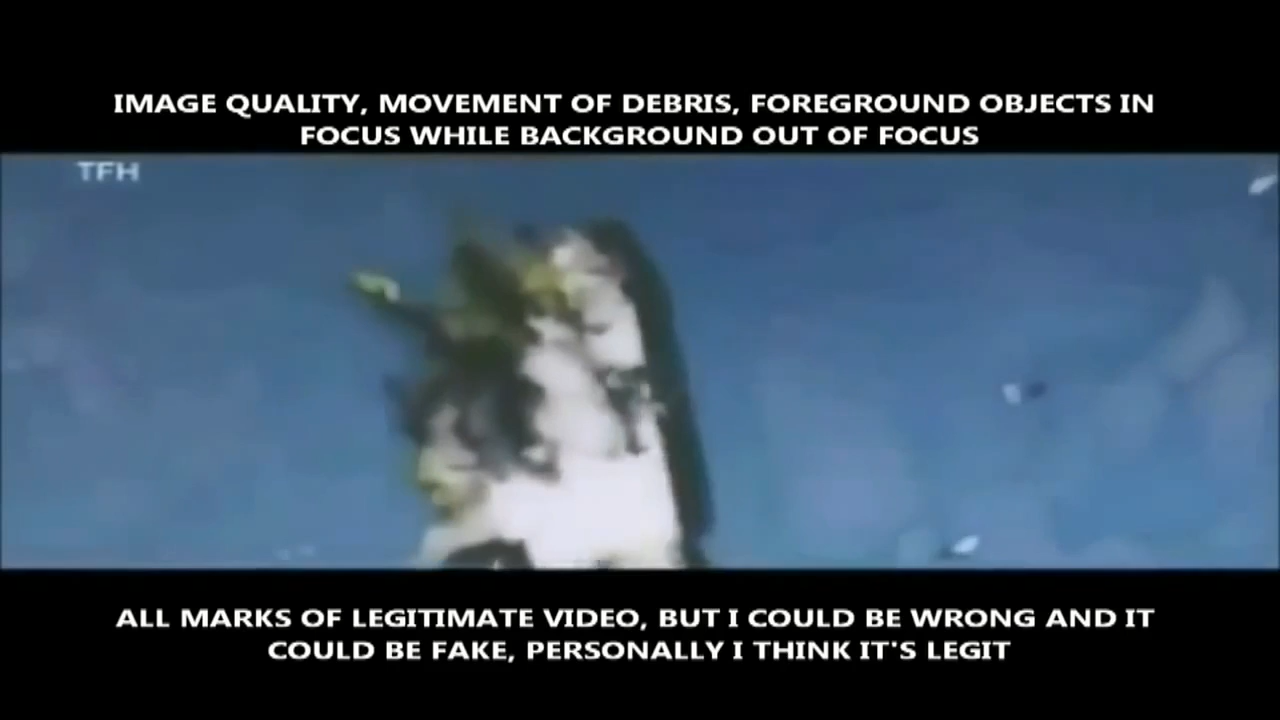 IMAGE QUALITY, MOVEMENT OF DEBRIS, FOREGROUND OBJECTS IN
FOCUS WHILE BACKGROUND OUT OF FOCUS
TFH
ALL MARKS OF LEGITIMATE VIDEO, BUT I COULD BE WRONG AND IT
COULD BE FAKE, PERSONALLY I THINK IT'S LEGIT